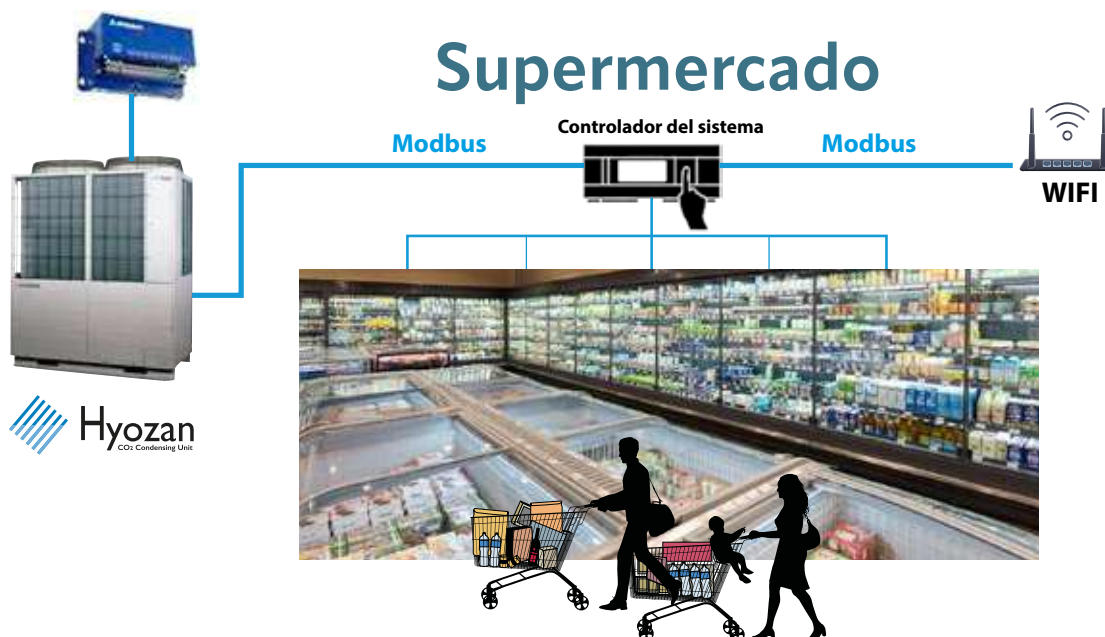 Supermercado
Controlador del sistema
Modbus
Modbus
WIFI
Hyozan
CO2 Condensing Unit